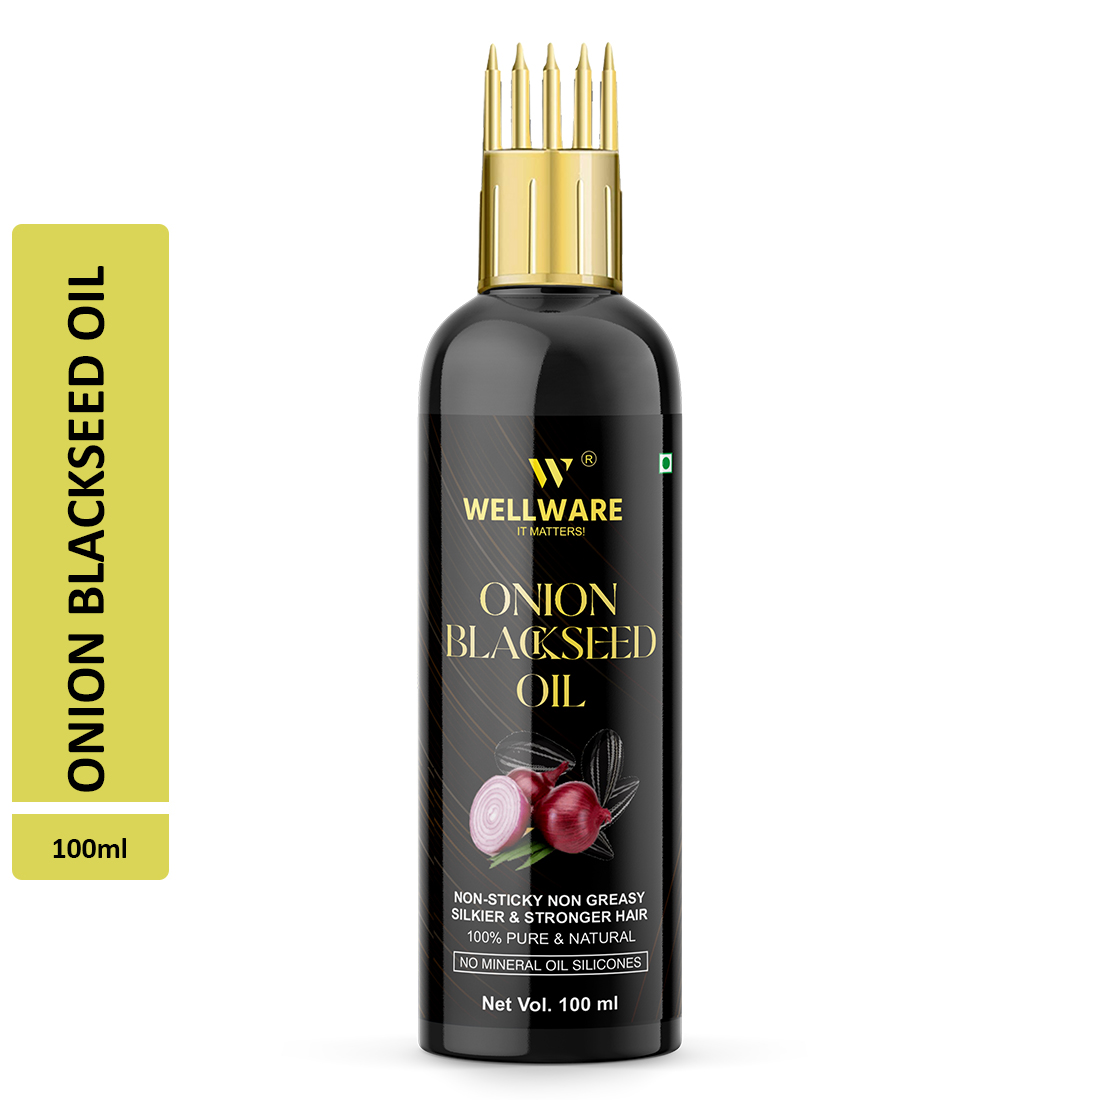 ONION BLACKSEED OIL
100ml
W ®
WELLWARE
IT MATTERS!
ONION
BLACKSEED
OIL
NON-STICKY NON GREASY
SILKIER & STRONGER HAIR
100% PURE & NATURAL
NO MINERAL OIL SILICONES
Net Vol. 100 ml